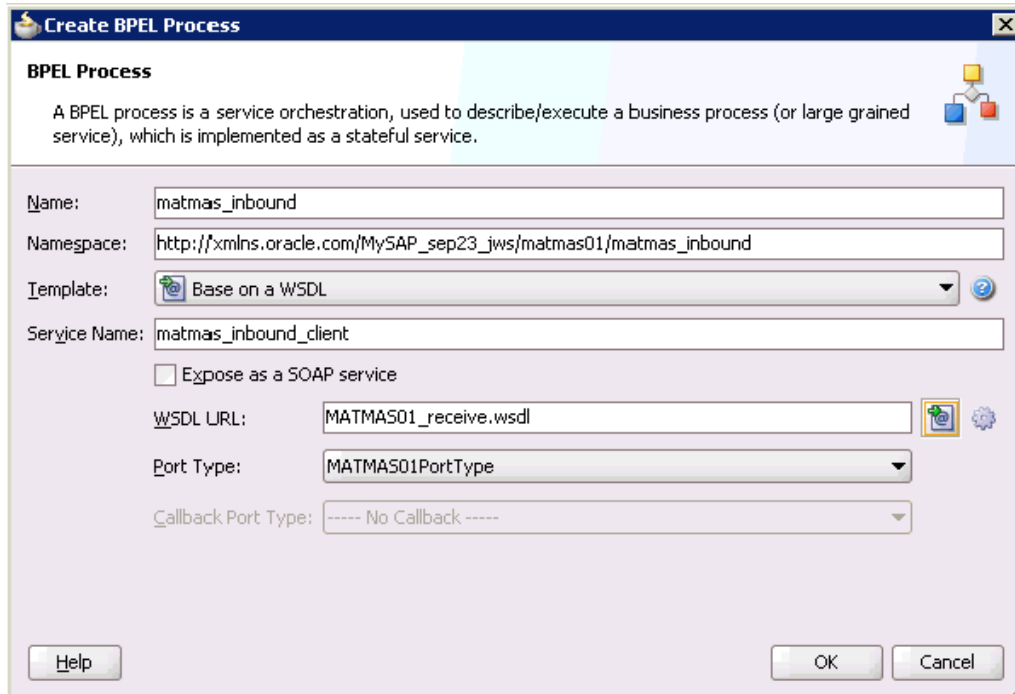 Create BPEL Process
BPEL Process
A BPEL process is a service orchestration, used to describe/execute a business process (or large grained
service), which is implemented as a stateful service.
Name: matmas_inbound
Namespace: http://xmlns.oracle.com/MySAP_sep23_jws/matmas01/matmas_inbound
Template: Base on a WSDL
Service Name: matmas_inbound_client
Expose as a SOAP service
WSDL URL: MATMAS01_receive.wsdl
Port Type: MATMAS01PortType
Callback Port Type: ----- No Callback -----
Help OK Cancel